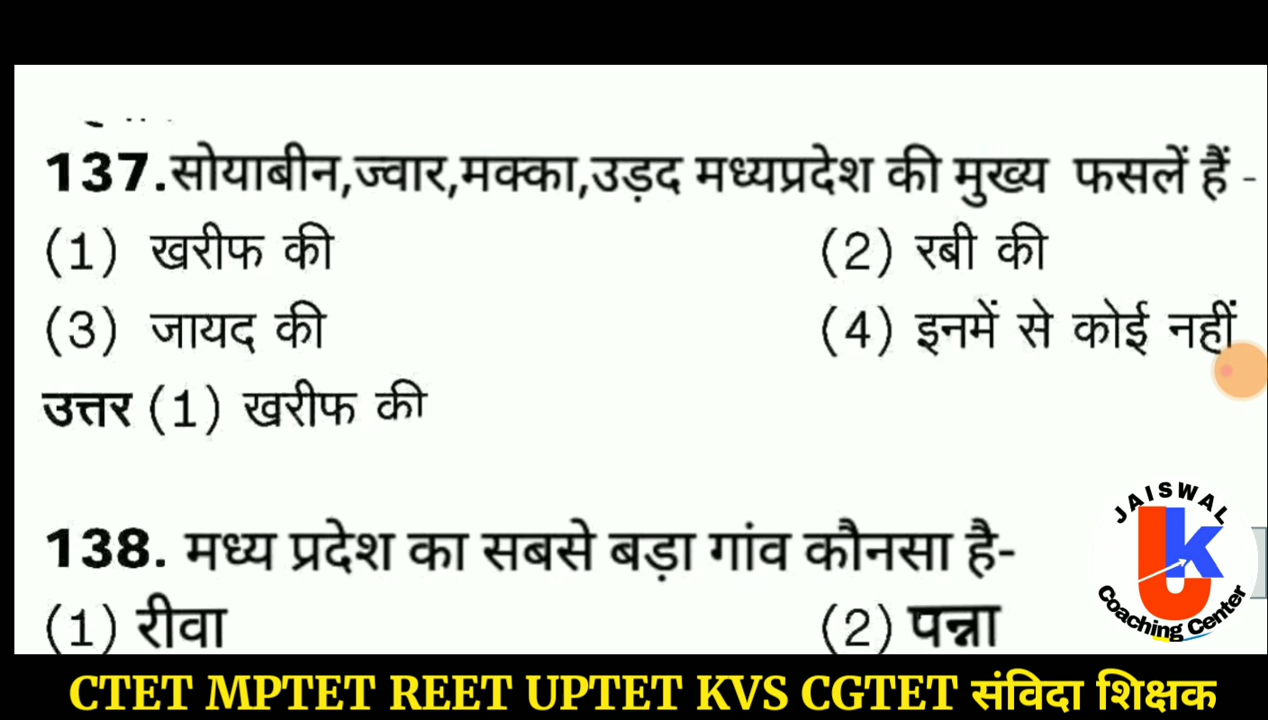 137.सोयाबीन,ज्वार,मक्का,उड़द मध्यप्रदेश की मुख्य फसलें हैं -
(1) खरीफ की (2) रबी की
(3) जायद की (4) इनमें से कोई नहीं
उत्तर (1) खरीफ की
138. मध्य प्रदेश का सबसे बड़ा गांव कौनसा है-
(1) रीवा (2) पन्ना
JAISWAL
UK
Coaching Center
CTET MPTET REET UPTET KVS CGTET संविदा शिक्षक